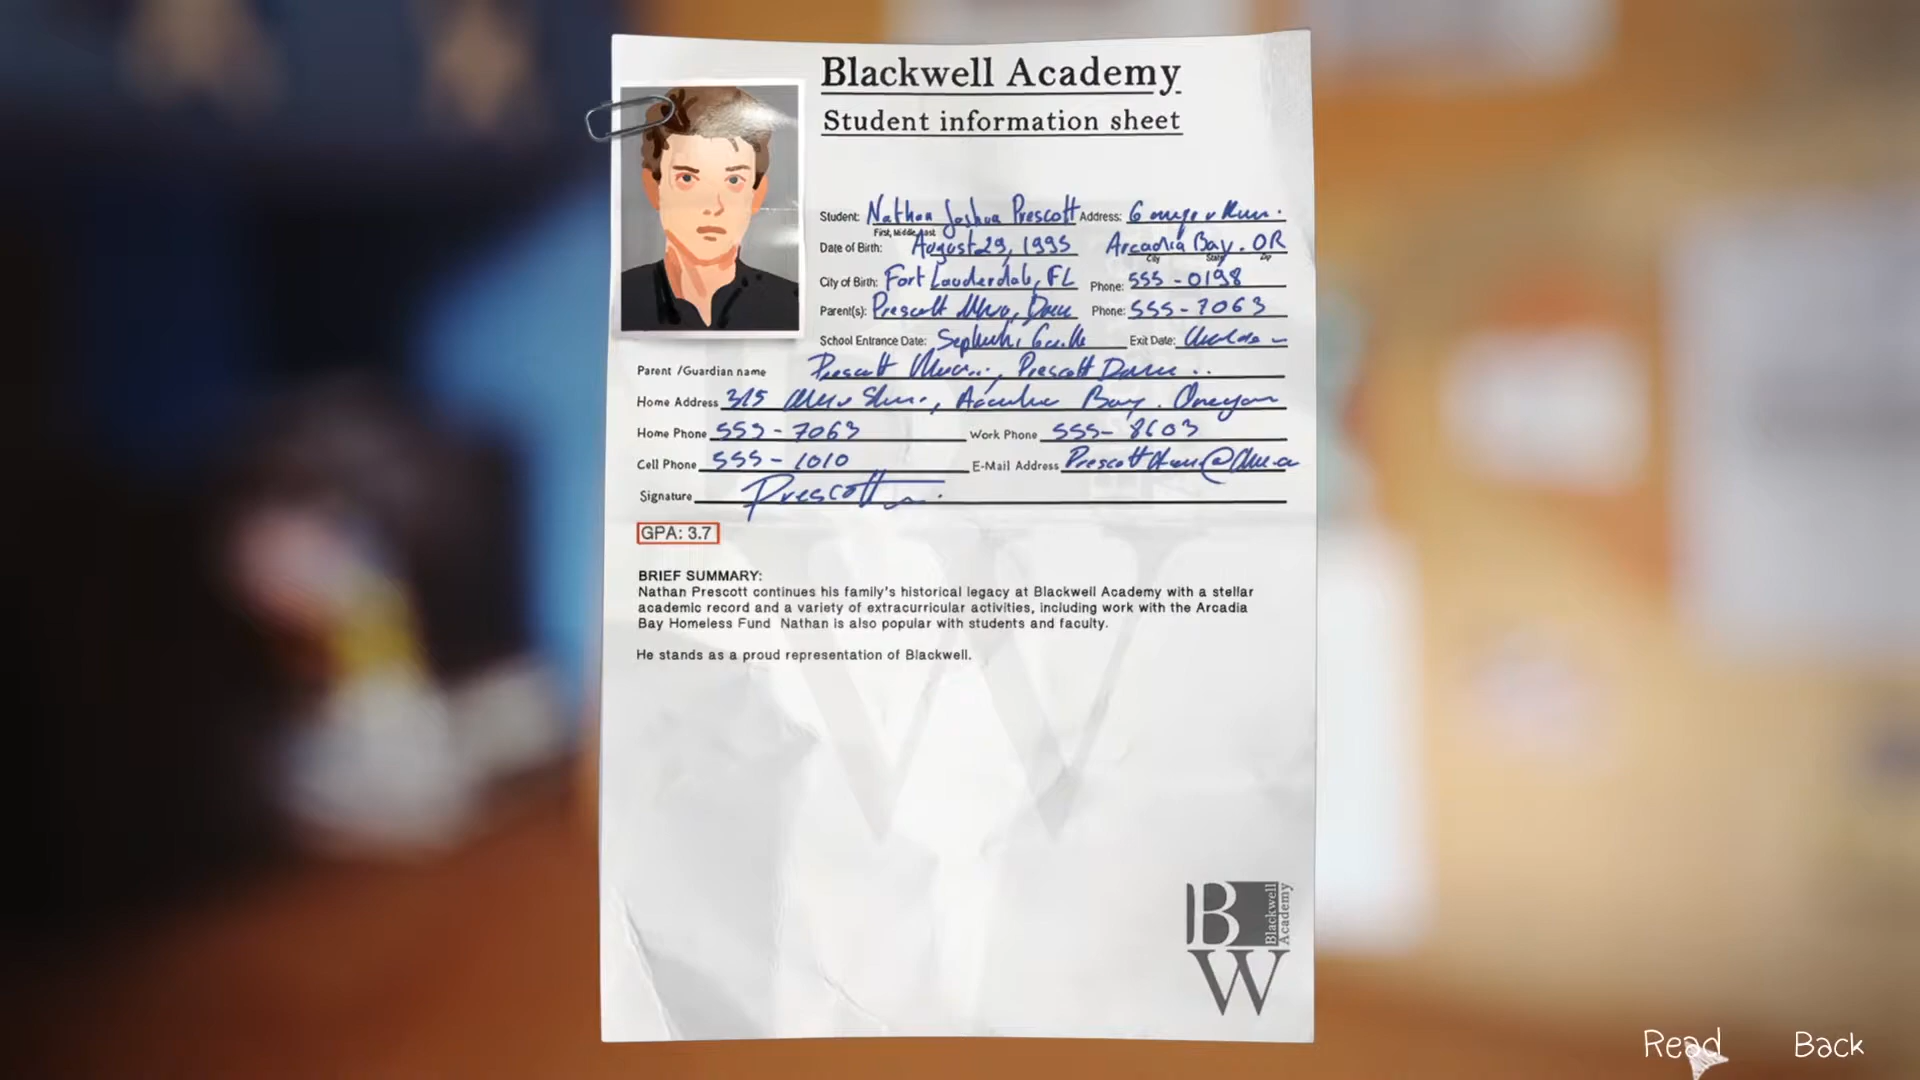 Blackwell Academy
Student information sheet
Student: Nathan Joshua Prescott Address:
First, Middle, Last
Date of Birth: August 29, 1995 Arcadia Bay. OR
City State Zip
City of Birth: Fort Lauderdale, FL Phone: 555-0198
Parent(s): Prescott Phone: 555-7063
School Entrance Date: Exit Date:
Parent /Guardian name Prescott Prescott
Home Address 315 Bay.
Home Phone 555-7063 Work Phone 555-8603
Cell Phone 555-1010 E-Mail Address
Signature Prescott
GPA: 3.7
BRIEF SUMMARY:
Nathan Prescott continues his family's historical legacy at Blackwell Academy with a stellar
academic record and a variety of extracurricular activities, including work with the Arcadia
Bay Homeless Fund Nathan is also popular with students and faculty.
He stands as a proud representation of Blackwell.
BW
Blackwell
Academy
Read Back